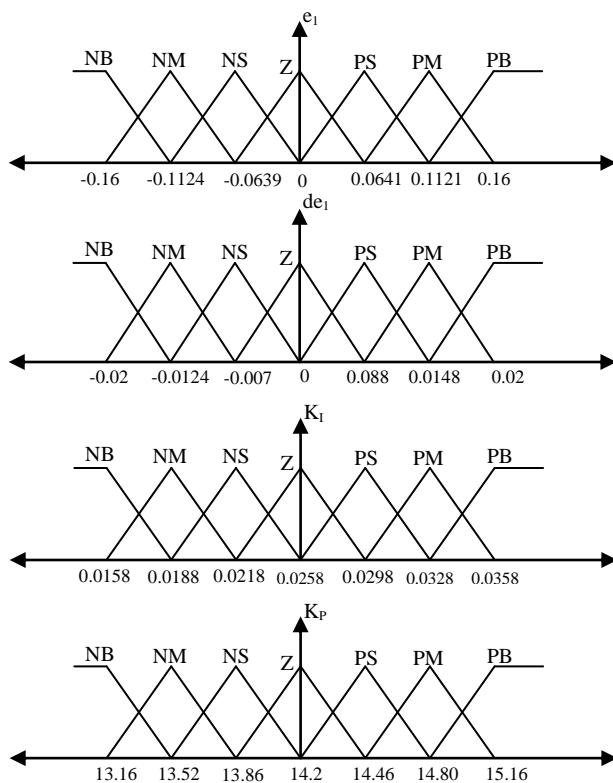 e1
NB NM NS Z PS PM PB
-0.16 -0.1124 -0.0639 0 0.0641 0.1121 0.16
de1
NB NM NS Z PS PM PB
-0.02 -0.0124 -0.007 0 0.088 0.0148 0.02
KI
NB NM NS Z PS PM PB
0.0158 0.0188 0.0218 0.0258 0.0298 0.0328 0.0358
KP
NB NM NS Z PS PM PB
13.16 13.52 13.86 14.2 14.46 14.80 15.16